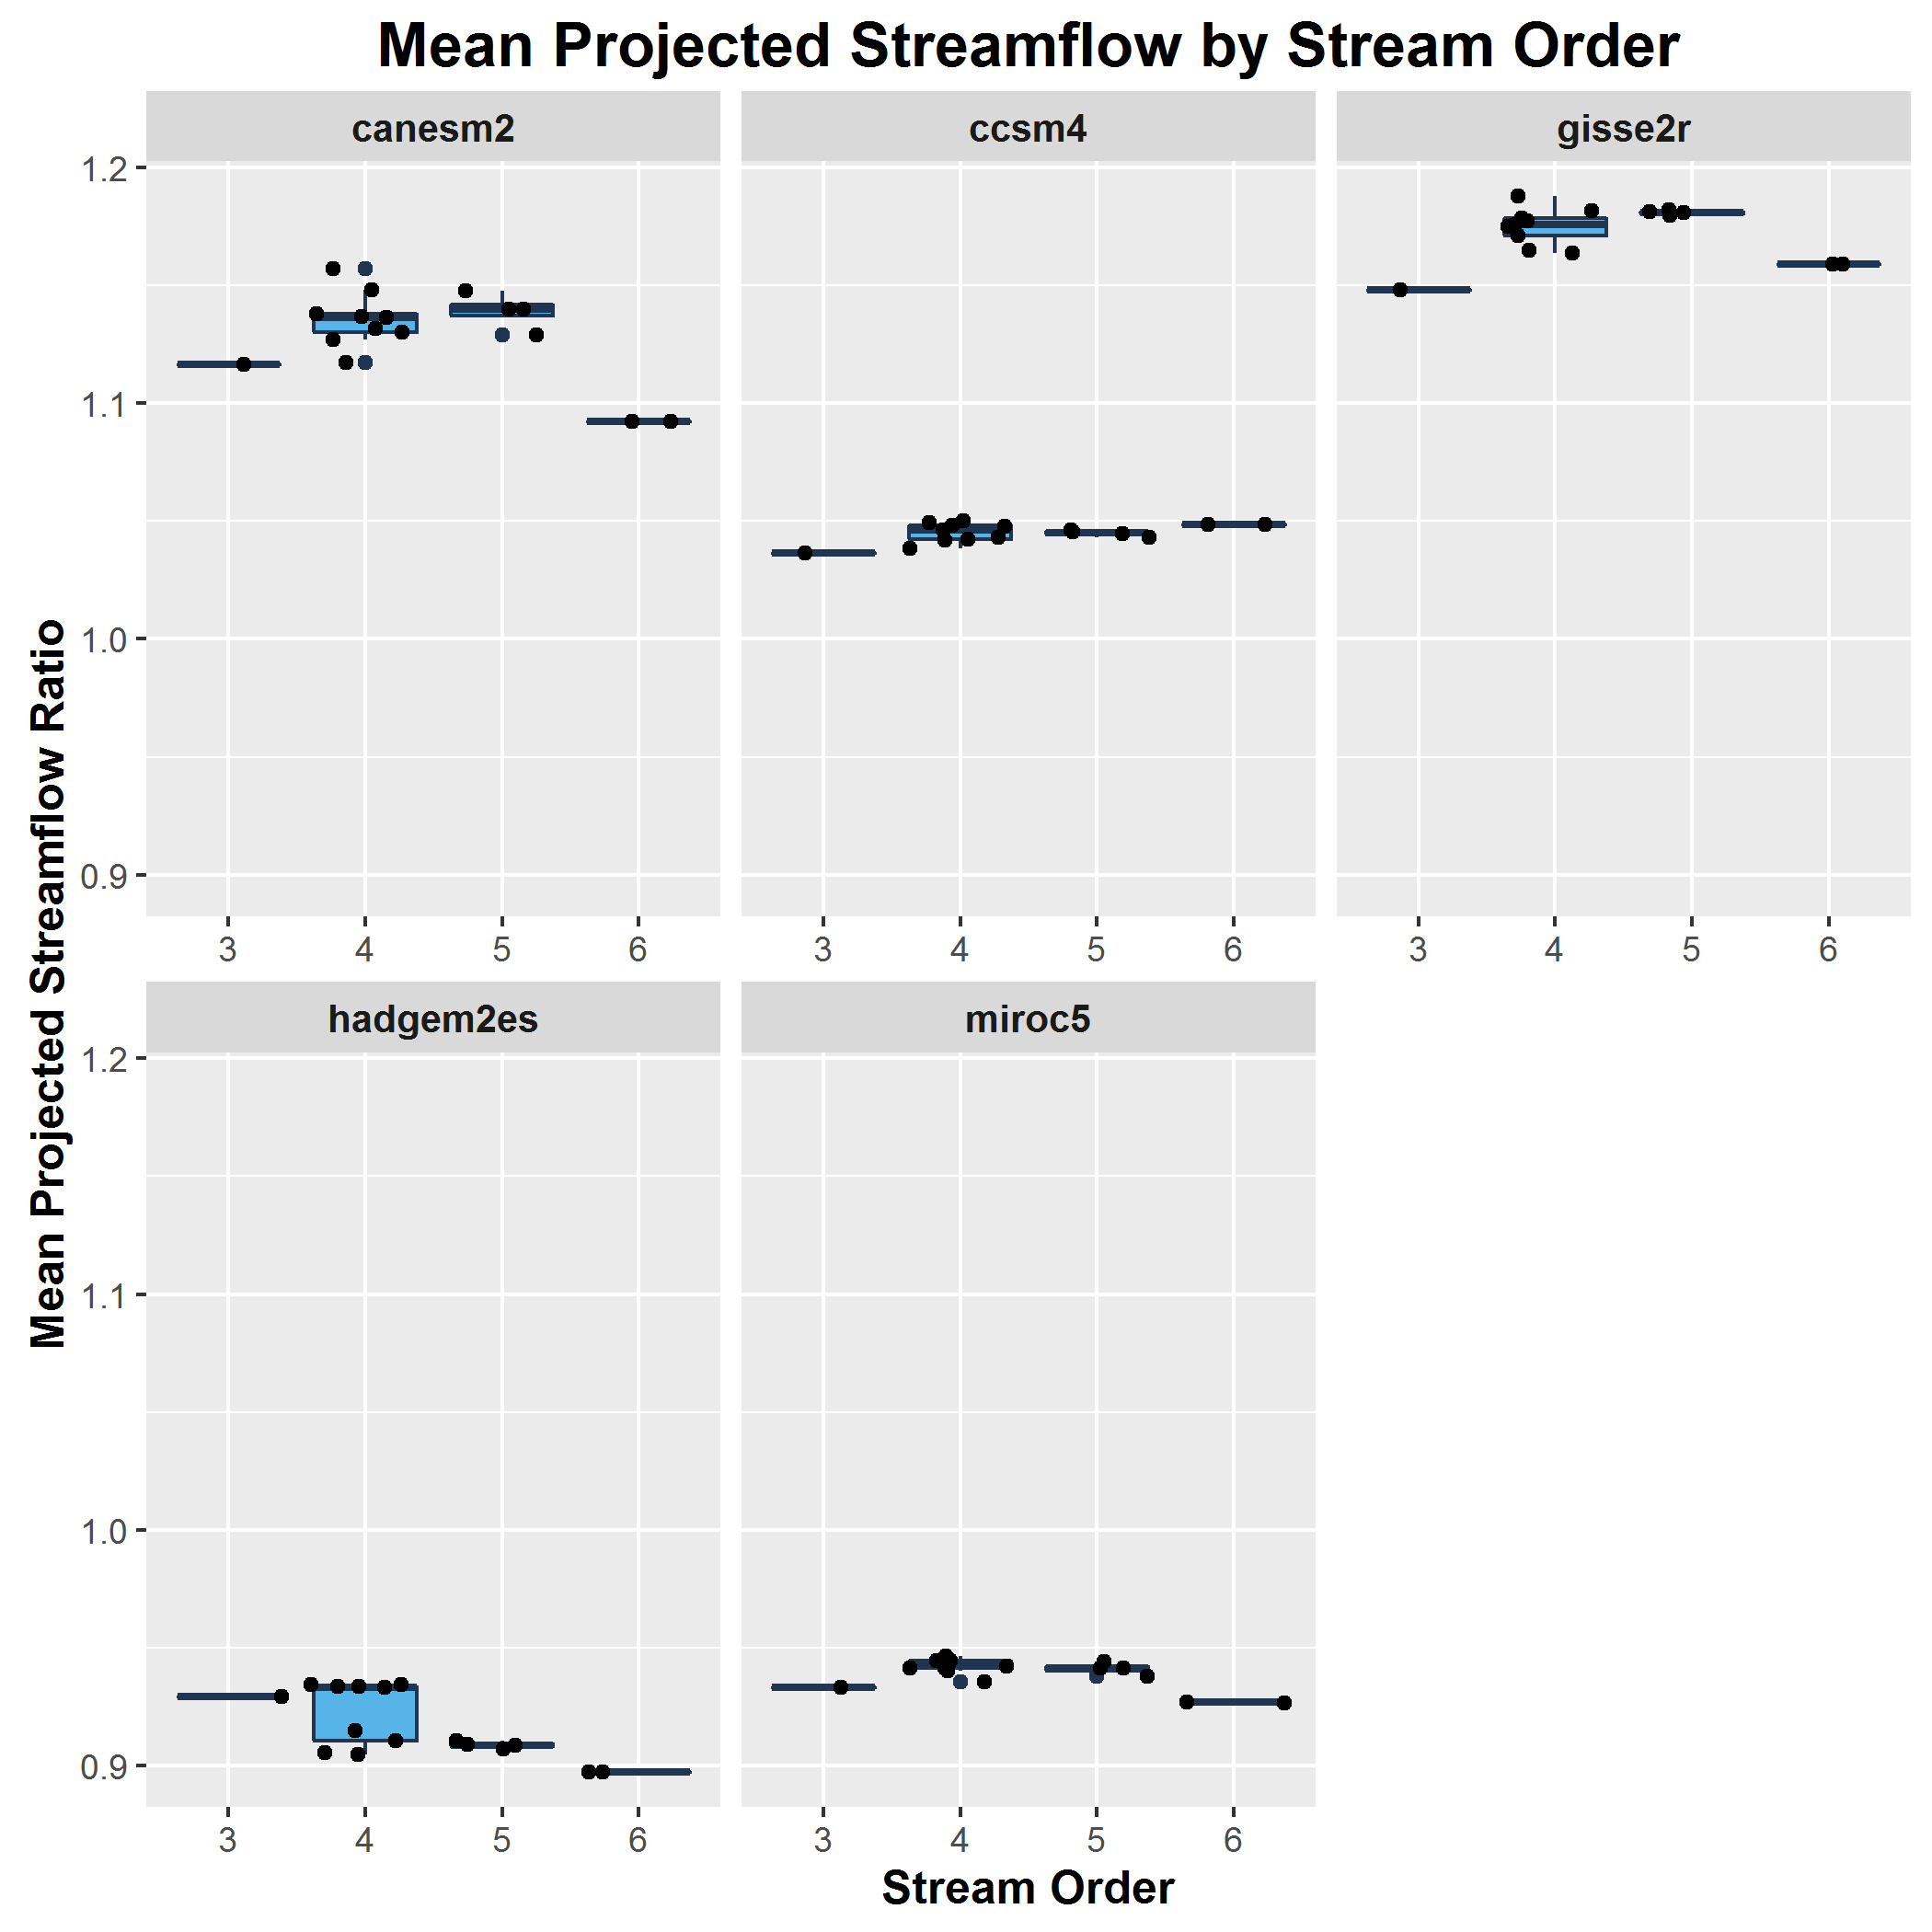 Mean Projected Streamflow by Stream Order
canesm2 ccsm4 gisse2r
1.2
1.1
1.0
0.9
3 4 5 6 3 4 5 6 3 4 5 6
Mean Projected Streamflow Ratio
hadgem2es miroc5
1.2
1.1
1.0
0.9
3 4 5 6 3 4 5 6
Stream Order